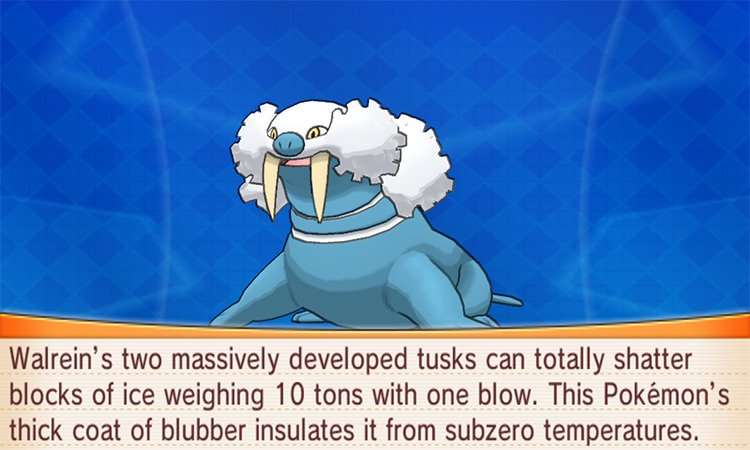 Walrein's two massively developed tusks can totally shatter
blocks of ice weighing 10 tons with one blow. This Pokémon's
thick coat of blubber insulates it from subzero temperatures.